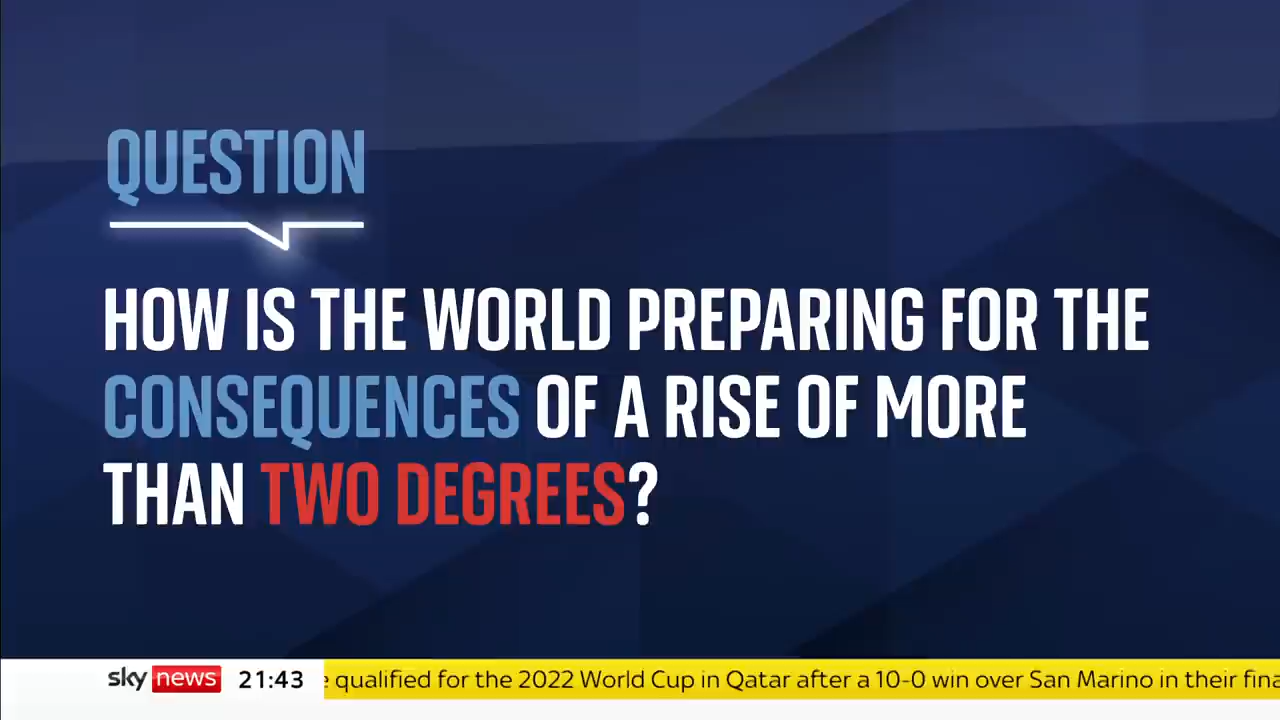 QUESTION
HOW IS THE WORLD PREPARING FOR THE
CONSEQUENCES OF A RISE OF MORE
THAN TWO DEGREES?
sky news 21:43 qualified for the 2022 World Cup in Qatar after a 10-0 win over San Marino in their